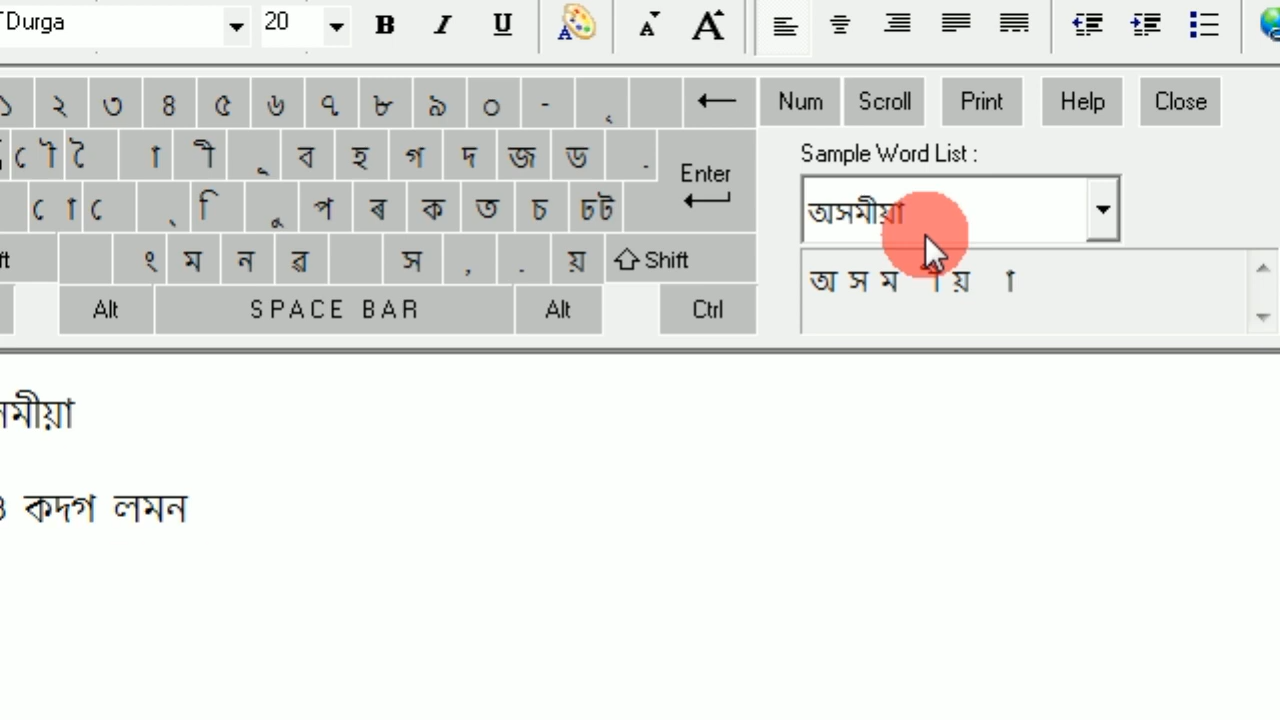 Durga 20 B I U A A
১ ২ ৩ ৪ ৫ ৬ ৭ ৮ ৯ ০ - ্ Num Scroll Print Help Close
ৌ ৈ া ী ূ ব হ গ দ জ ড . Enter
ো ে ্ ি ু প ৰ ক ত চ ট
ং ম ন ৱ স , . য় Shift
Alt SPACE BAR Alt Ctrl
Sample Word List :
অসমীয়া
অ স ম ী য় া
সমীয়া
কদগ লমন